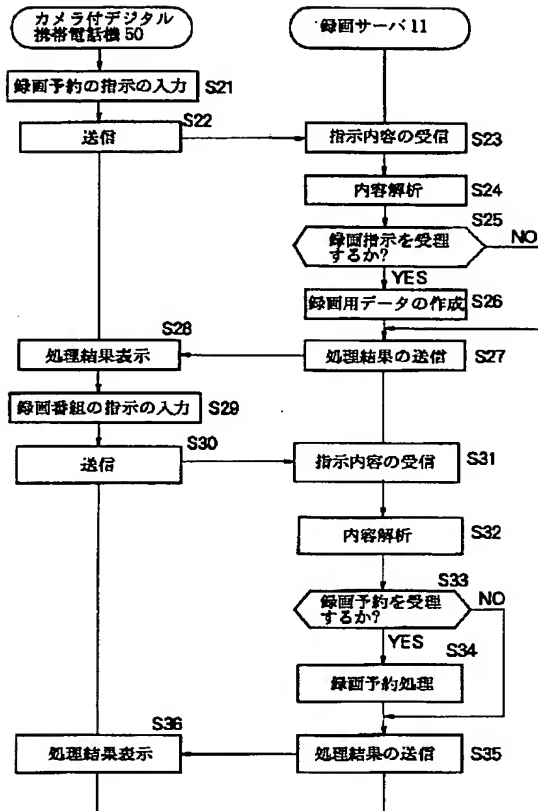 カメラ付デジタル
携帯電話機50
録画サーバ11
録画予約の指示の入力
S21
S22
送信
指示内容の受信
S23
内容解析
S24
S25
録画指示を受理
するか?
NO
YES
録画用データの作成
S26
S28
処理結果表示
処理結果の送信
S27
録画番組の指示の入力
S29
S30
送信
指示内容の受信
S31
内容解析
S32
S33
録画予約を受理
するか?
NO
YES
S34
録画予約処理
S36
処理結果表示
処理結果の送信
S35